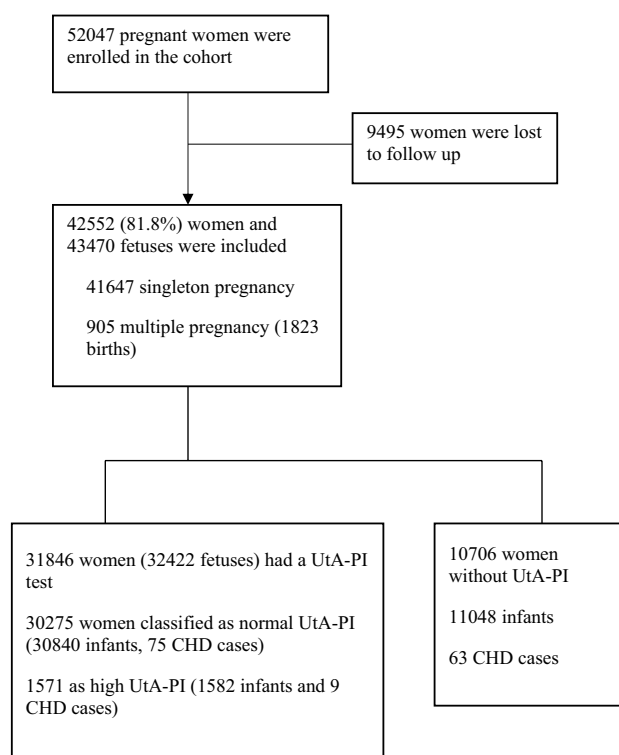 52047 pregnant women were
enrolled in the cohort
9495 women were lost
to follow up
42552 (81.8%) women and
43470 fetuses were included
41647 singleton pregnancy
905 multiple pregnancy (1823
births)
31846 women (32422 fetuses) had a UtA-PI
test
30275 women classified as normal UtA-PI
(30840 infants, 75 CHD cases)
1571 as high UtA-PI (1582 infants and 9
CHD cases)
10706 women
without UtA-PI
11048 infants
63 CHD cases